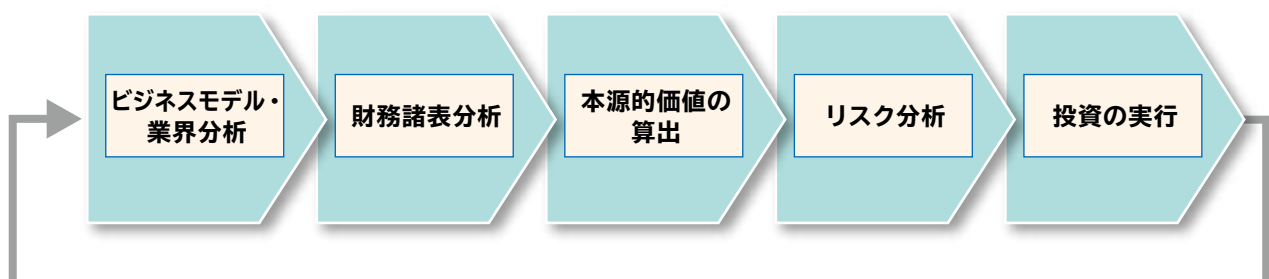 ビジネスモデル・
業界分析
財務諸表分析
本源的価値の
算出
リスク分析
投資の実行